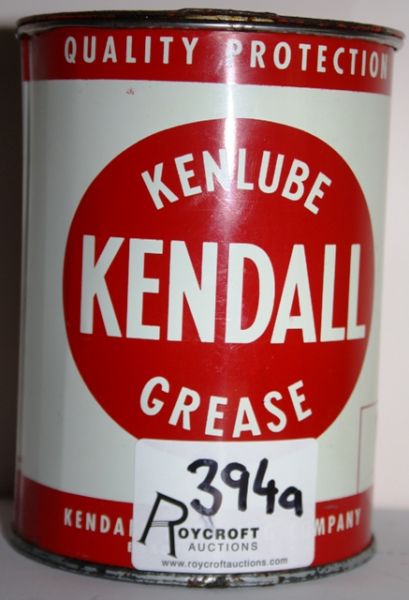 QUALITY PROTECTION
KENLUBE
KENDALL
GREASE
394a
ROYCROFT
AUCTIONS
www.roycroftauctions.com